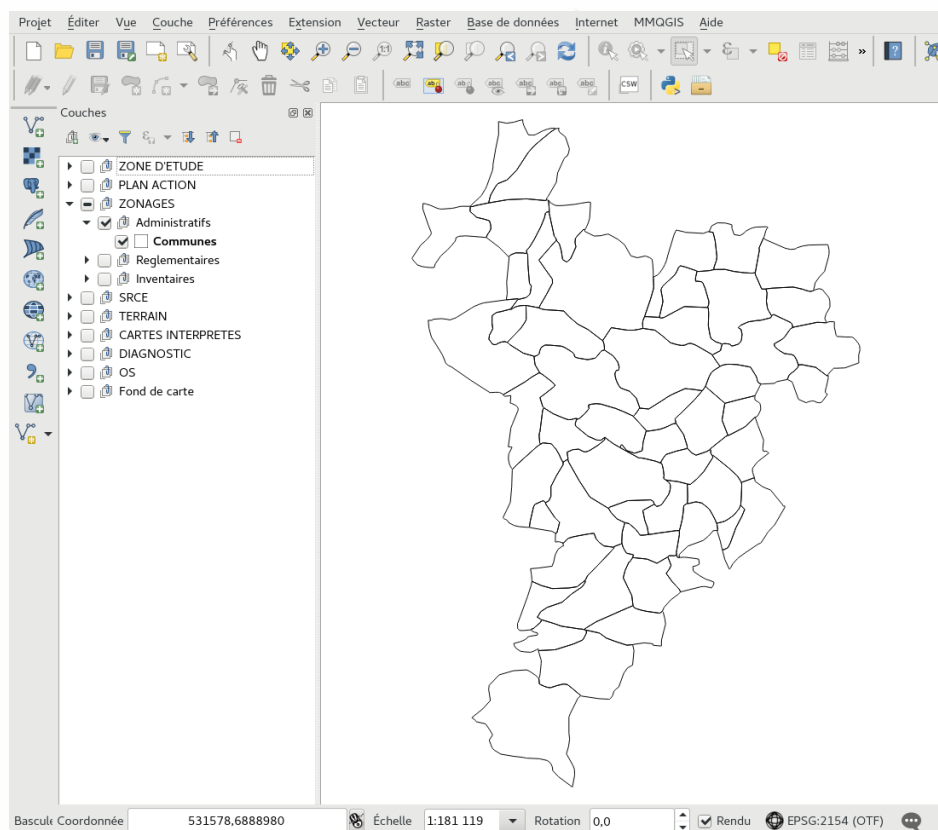 Projet Éditer Vue Couche Préférences Extension Vecteur Raster Base de données Internet MMQGIS Aide
»
»
abc
CSW
Couches
ZONE D'ETUDE
PLAN ACTION
ZONAGES
Administratifs
Communes
Reglementaires
Inventaires
SRCE
TERRAIN
CARTES INTERPRETES
DIAGNOSTIC
OS
Fond de carte
Coordonnée 531578,6888980 Échelle 1:181 119 Rotation 0,0 Rendu EPSG:2154 (OTF)